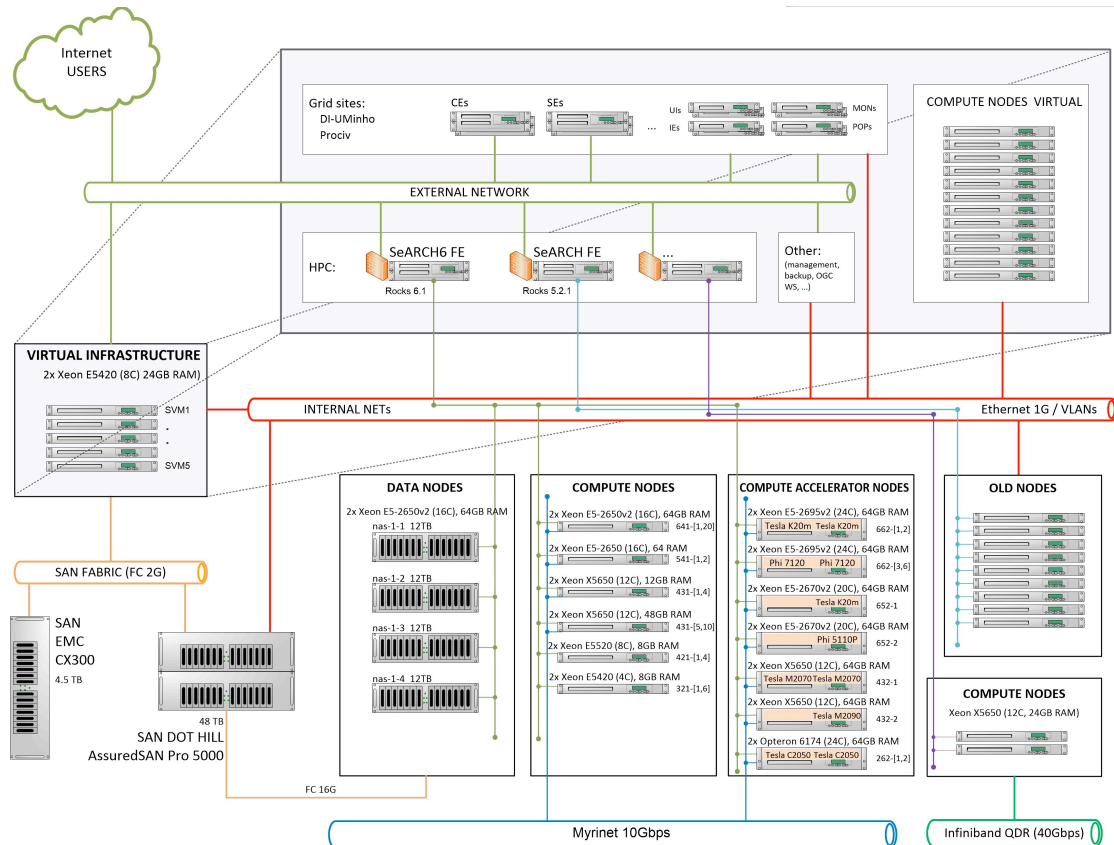 Internet
USERS
Grid sites:
DI-UMinho
Prociv
CEs
SEs
...
UIs
IEs
MONs
POPs
COMPUTE NODES VIRTUAL
EXTERNAL NETWORK
HPC:
SeARCH6 FE
Rocks 6.1
SeARCH FE
Rocks 5.2.1
...
Other:
(management,
backup, OGC
WS, ...)
VIRTUAL INFRASTRUCTURE
2x Xeon E5420 (8C) 24GB RAM)
SVM1
.
.
SVM5
INTERNAL NETs
Ethernet 1G / VLANs
DATA NODES
2x Xeon E5-2650v2 (16C), 64GB RAM
nas-1-1 12TB
nas-1-2 12TB
nas-1-3 12TB
nas-1-4 12TB
COMPUTE NODES
2x Xeon E5-2650v2 (16C), 64GB RAM
641-[1,20]
2x Xeon E5-2650 (16C), 64 RAM
541-[1,2]
2x Xeon X5650 (12C), 12GB RAM
431-[1,4]
2x Xeon X5650 (12C), 48GB RAM
431-[5,10]
2x Xeon E5520 (8C), 8GB RAM
421-[1,4]
2x Xeon E5420 (4C), 8GB RAM
321-[1,6]
COMPUTE ACCELERATOR NODES
2x Xeon E5-2695v2 (24C), 64GB RAM
Tesla K20m Tesla K20m
662-[1,2]
2x Xeon E5-2695v2 (24C), 64GB RAM
Phi 7120 Phi 7120
662-[3,6]
2x Xeon E5-2670v2 (20C), 64GB RAM
Tesla K20m
652-1
2x Xeon E5-2670v2 (20C), 64GB RAM
Phi 5110P
652-2
2x Xeon X5650 (12C), 64GB RAM
Tesla M2070 Tesla M2070
432-1
2x Xeon X5650 (12C), 64GB RAM
Tesla M2090
432-2
2x Opteron 6174 (24C), 64GB RAM
Tesla C2050 Tesla C2050
262-[1,2]
OLD NODES
COMPUTE NODES
Xeon X5650 (12C, 24GB RAM)
SAN FABRIC (FC 2G)
SAN
EMC
CX300
4.5 TB
48 TB
SAN DOT HILL
AssuredSAN Pro 5000
FC 16G
Myrinet 10Gbps
Infiniband QDR (40Gbps)